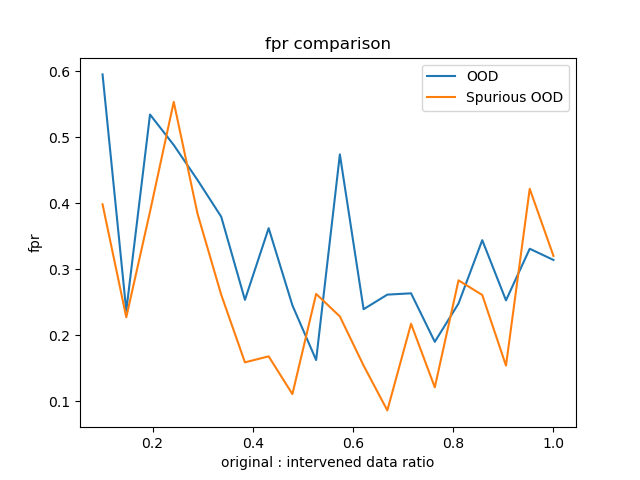 fpr comparison
OOD
Spurious OOD
0.6
0.5
0.4
0.3
0.2
0.1
fpr
0.2
0.4
0.6
0.8
1.0
original : intervened data ratio